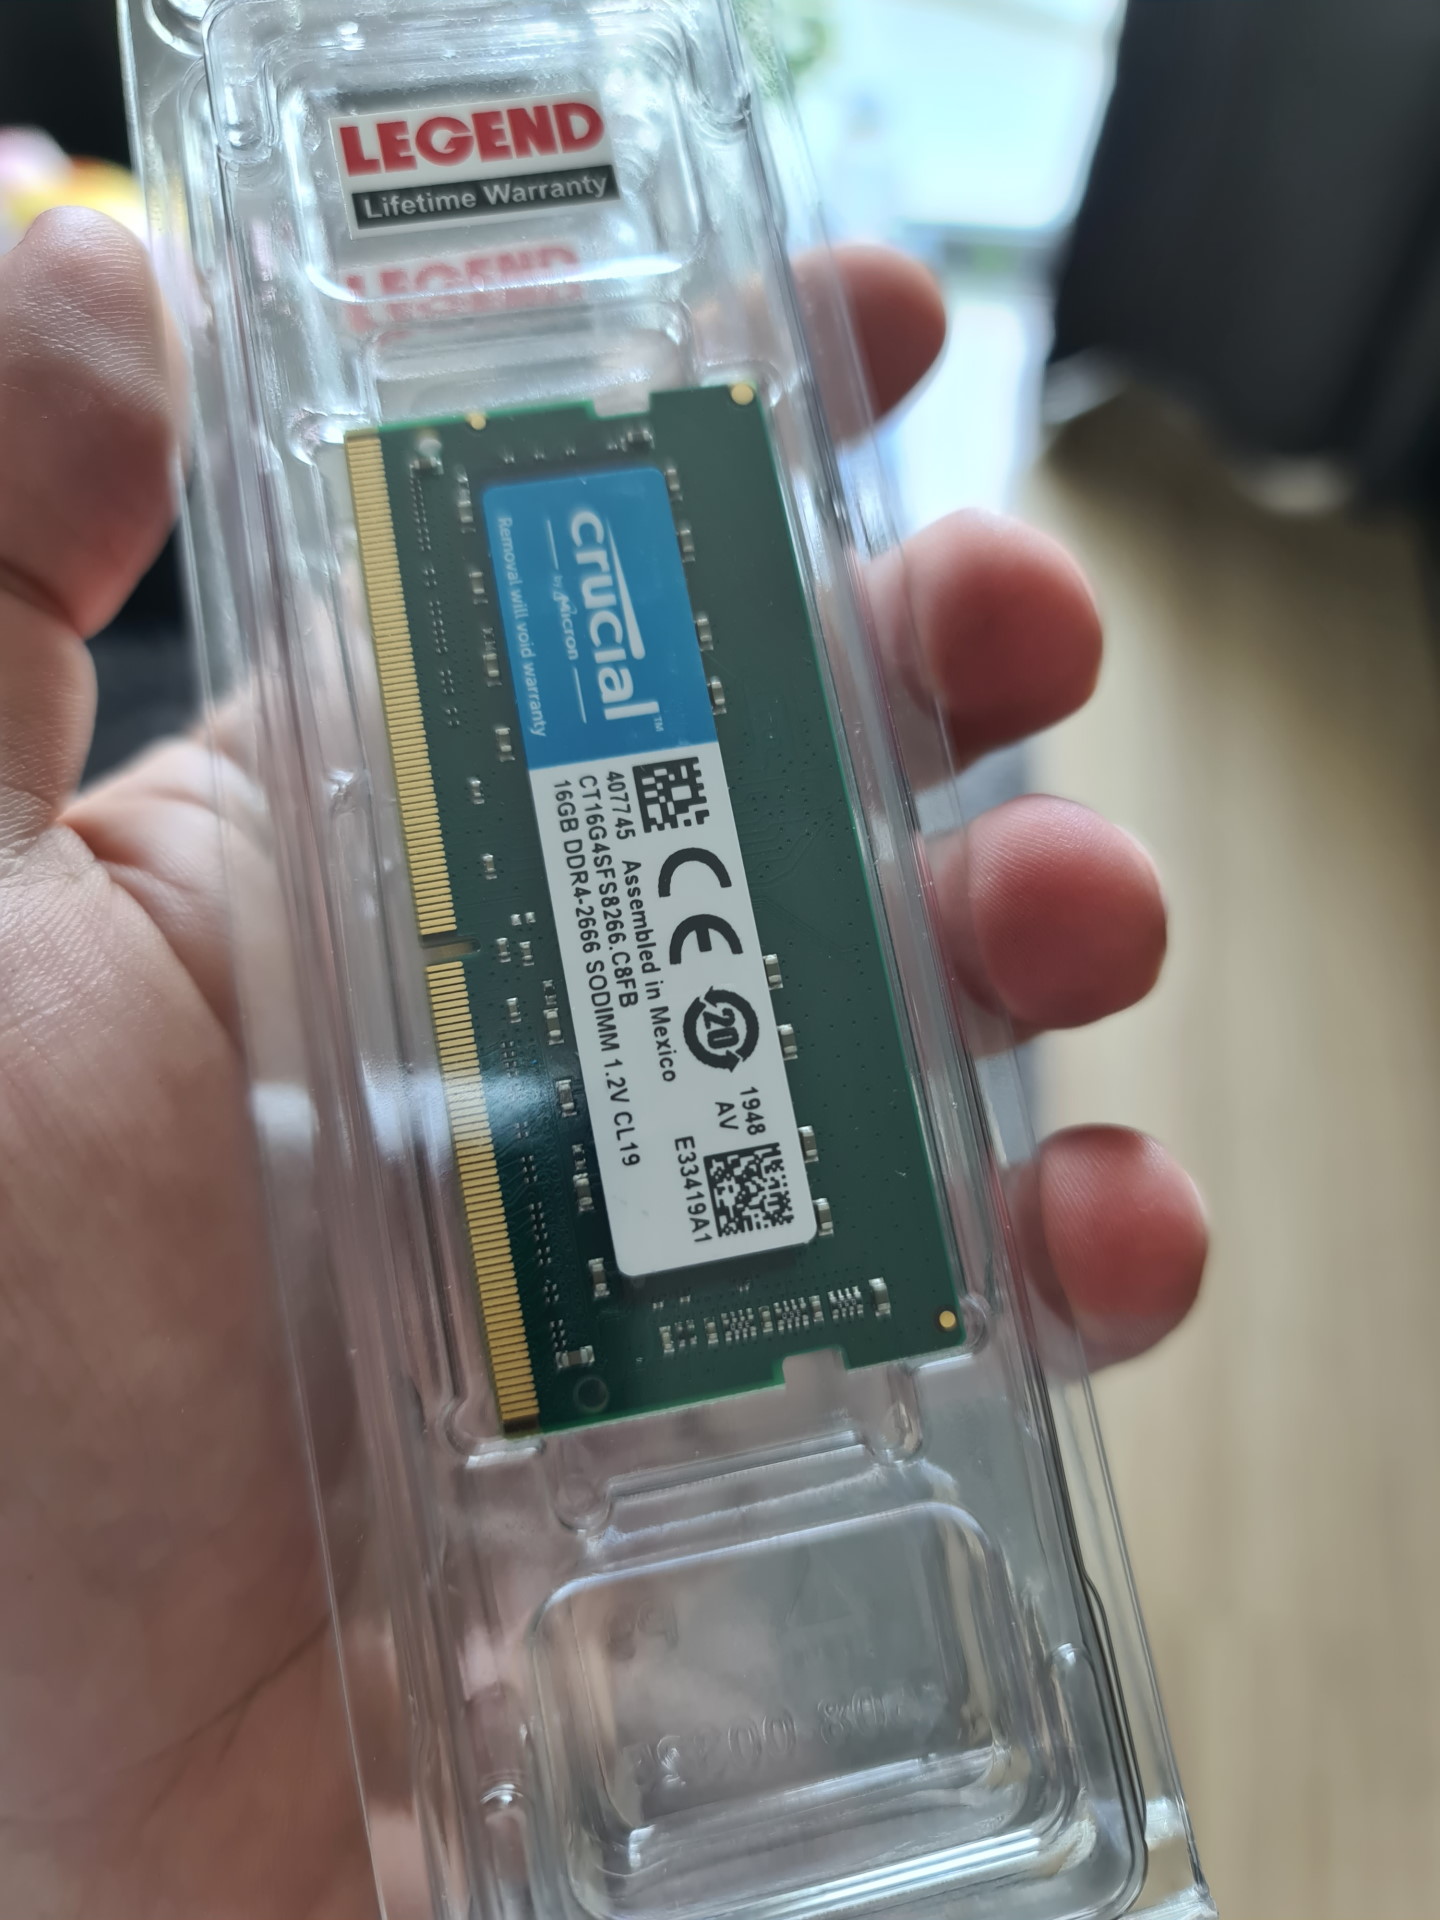 LEGEND
Lifetime Warranty
crucial™
by Micron
Removal will void warranty
CE
20
1948
AV
407745 Assembled in Mexico
E33419A1
CT16G4SFS8266.C8FB
16GB DDR4-2666 SODIMM 1.2V CL19